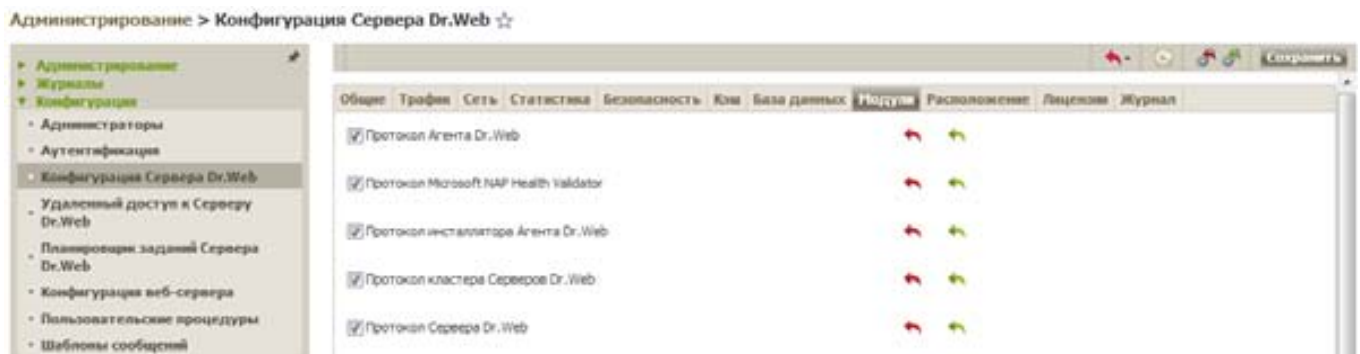 Администрирование > Конфигурация Сервера Dr.Web
Администрирование
Журналы
Конфигурация
Администраторы
Аутентификация
Конфигурация Сервера Dr.Web
Удаленный доступ к Серверу
Dr.Web
Планировщик заданий Сервера
Dr.Web
Конфигурация веб-сервера
Пользовательские процедуры
Шаблоны сообщений
Сохранить
Общие Трафик Сеть Статистика Безопасность Кэш База данных Модули Расположение Лицензии Журнал
Протокол Агента Dr.Web
Протокол Microsoft NAP Health Validator
Протокол инсталлятора Агента Dr.Web
Протокол кластера Серверов Dr.Web
Протокол Сервера Dr.Web